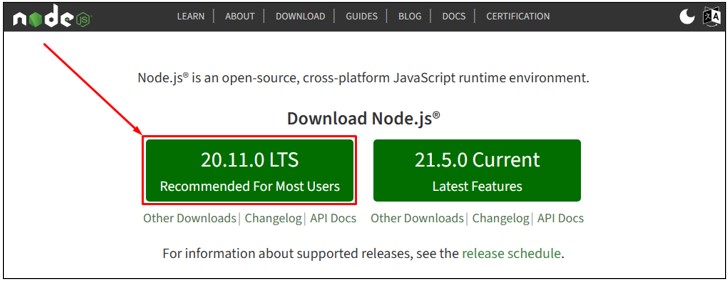 node JS
LEARN | ABOUT | DOWNLOAD | GUIDES | BLOG | DOCS | CERTIFICATION
Node.js® is an open-source, cross-platform JavaScript runtime environment.
Download Node.js®
20.11.0 LTS
Recommended For Most Users
21.5.0 Current
Latest Features
Other Downloads | Changelog | API Docs
Other Downloads | Changelog | API Docs
For information about supported releases, see the release schedule.